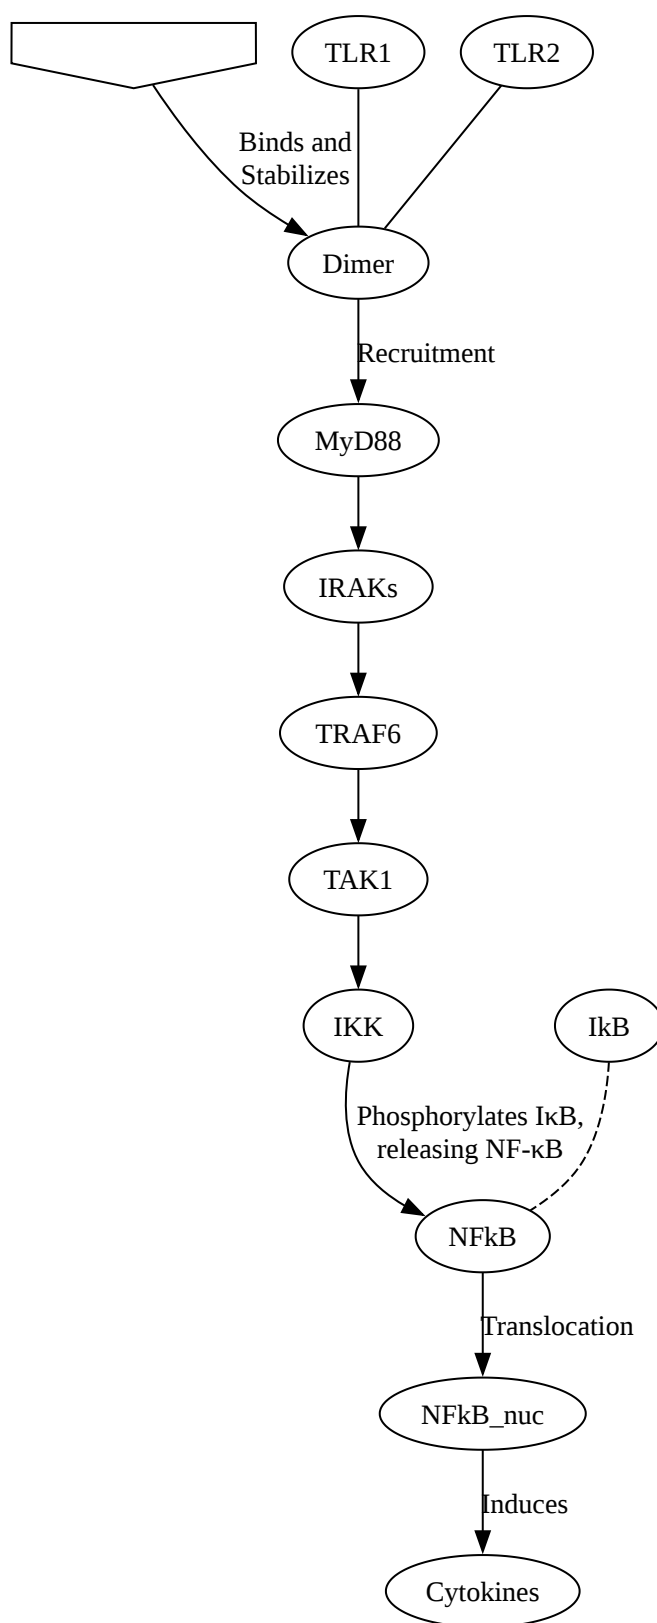 TLR1
TLR2
Binds and
Stabilizes
Dimer
Recruitment
MyD88
IRAKs
TRAF6
TAK1
IKK
IkB
Phosphorylates IκB,
releasing NF-κB
NFkB
Translocation
NFkB_nuc
Induces
Cytokines